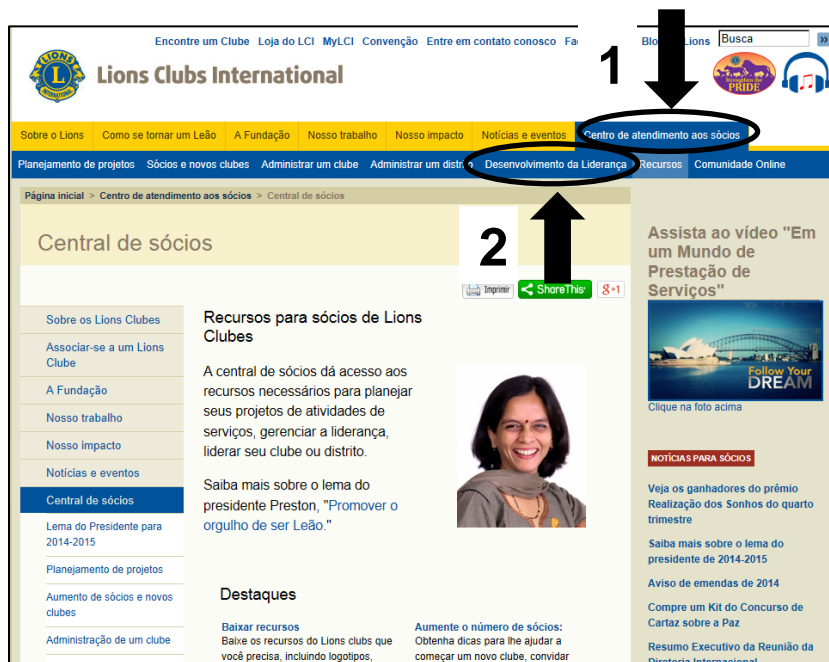 Encontre um Clube Loja do LCI MyLCI Convenção Entre em contato conosco
Lions
Busca
»
LIONS
L
INTERNATIONAL
Lions Clubs International
1
Strengthen the
PRIDE
Sobre o Lions Como se tornar um Leão A Fundação Nosso trabalho Nosso impacto Notícias e eventos Centro de atendimento aos sócios
Planejamento de projetos Sócios e novos clubes Administrar um clube Administrar um distrito Desenvolvimento da Liderança Recursos Comunidade Online
Página inicial > Centro de atendimento aos sócios > Central de sócios
Central de sócios
2
Imprimir ShareThis g+1
Sobre os Lions Clubes
Associar-se a um Lions
Clube
A Fundação
Nosso trabalho
Nosso impacto
Notícias e eventos
Central de sócios
Lema do Presidente para
2014-2015
Planejamento de projetos
Aumento de sócios e novos
clubes
Administração de um clube
Recursos para sócios de Lions
Clubes
A central de sócios dá acesso aos
recursos necessários para planejar
seus projetos de atividades de
serviços, gerenciar a liderança,
liderar seu clube ou distrito.
Saiba mais sobre o lema do
presidente Preston, "Promover o
orgulho de ser Leão."
Destaques
Baixar recursos
Baixe os recursos do Lions clubs que
você precisa, incluindo logotipos,
Aumente o número de sócios:
Obtenha dicas para lhe ajudar a
começar um novo clube, convidar
Assista ao vídeo "Em
um Mundo de
Prestação de
Serviços"
Follow Your
DREAM
Clique na foto acima
NOTÍCIAS PARA SÓCIOS
Veja os ganhadores do prêmio
Realização dos Sonhos do quarto
trimestre
Saiba mais sobre o lema do
presidente de 2014-2015
Aviso de emendas de 2014
Compre um Kit do Concurso de
Cartaz sobre a Paz
Resumo Executivo da Reunião da
Diretoria Internacional